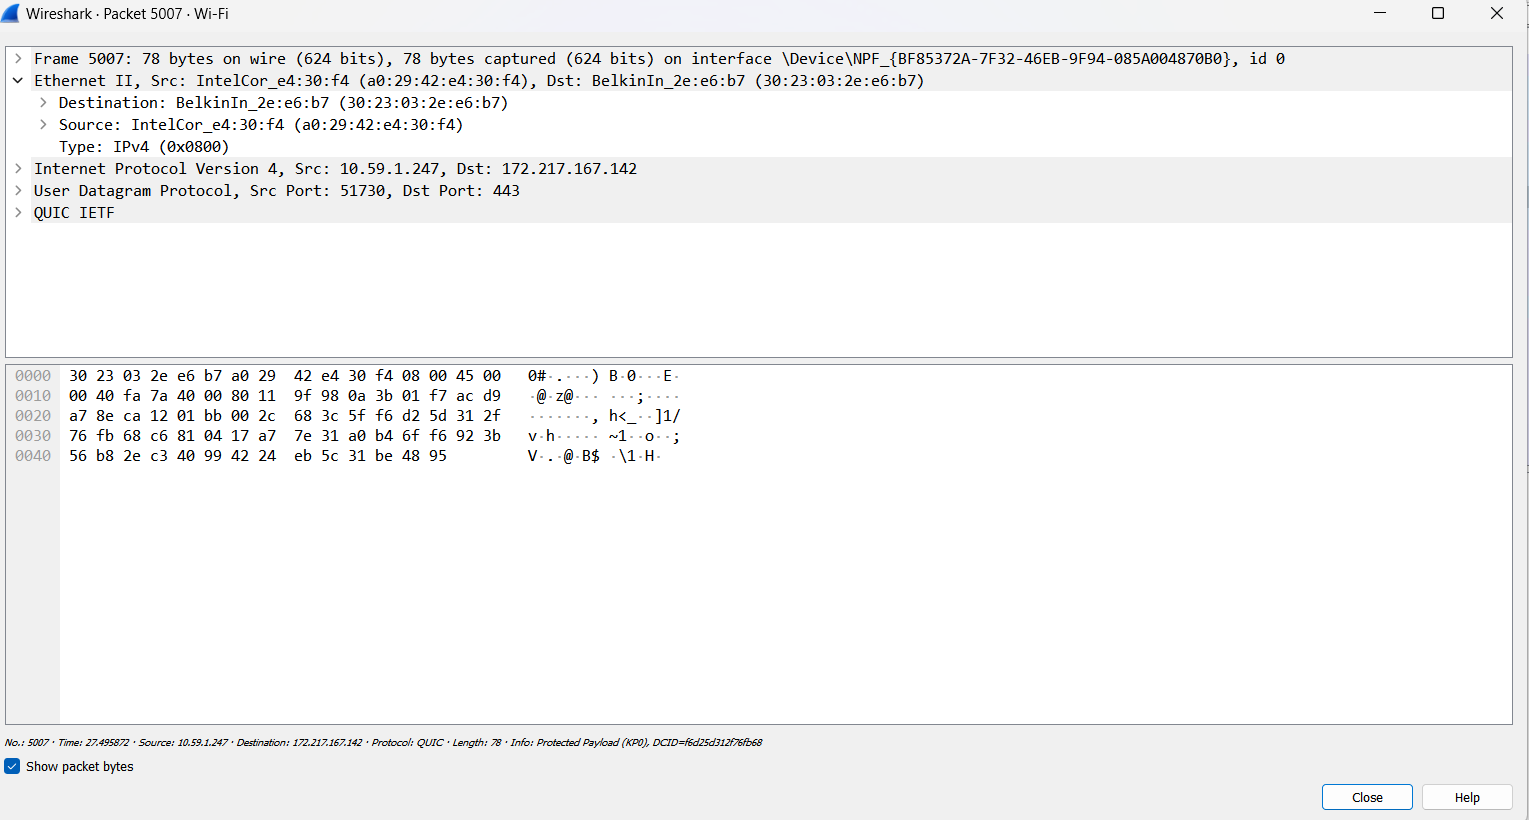 Wireshark · Packet 5007 · Wi-Fi
Frame 5007: 78 bytes on wire (624 bits), 78 bytes captured (624 bits) on interface \Device\NPF_{BF85372A-7F32-46EB-9F94-085A004870B0}, id 0
Ethernet II, Src: IntelCor_e4:30:f4 (a0:29:42:e4:30:f4), Dst: BelkinIn_2e:e6:b7 (30:23:03:2e:e6:b7)
Destination: BelkinIn_2e:e6:b7 (30:23:03:2e:e6:b7)
Source: IntelCor_e4:30:f4 (a0:29:42:e4:30:f4)
Type: IPv4 (0x0800)
Internet Protocol Version 4, Src: 10.59.1.247, Dst: 172.217.167.142
User Datagram Protocol, Src Port: 51730, Dst Port: 443
QUIC IETF
0000 30 23 03 2e e6 b7 a0 29 42 e4 30 f4 08 00 45 00 0#·.···) B·0···E·
0010 00 40 fa 7a 40 00 80 11 9f 98 0a 3b 01 f7 ac d9 ·@·z@··· ···;····
0020 a7 8e ca 12 01 bb 00 2c 68 3c 5f f6 d2 5d 31 2f ·······, h<_··]1/
0030 76 fb 68 c6 81 04 17 a7 7e 31 a0 b4 6f f6 92 3b v·h····· ~1··o··;
0040 56 b8 2e c3 40 99 42 24 eb 5c 31 be 48 95 V·.·@·B$ ·\1·H·
No.: 5007 · Time: 27.495872 · Source: 10.59.1.247 · Destination: 172.217.167.142 · Protocol: QUIC · Length: 78 · Info: Protected Payload (KP0), DCID=f6d25d312f76fb68
Show packet bytes
Close Help